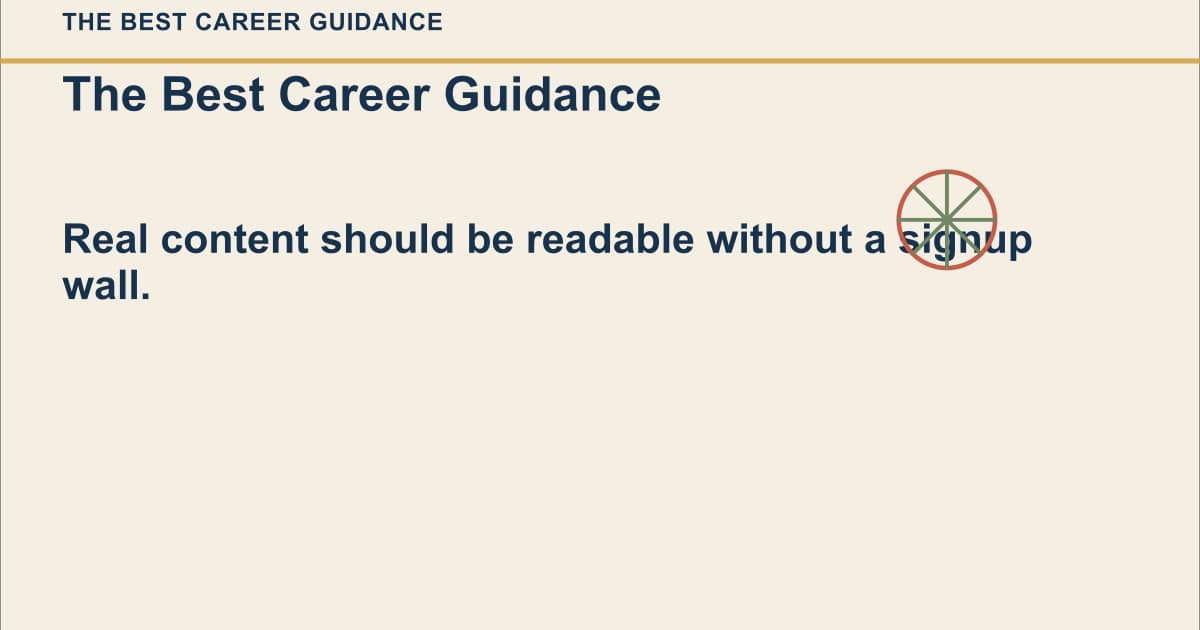 THE BEST CAREER GUIDANCE
The Best Career Guidance
Real content should be readable without a signup
wall.